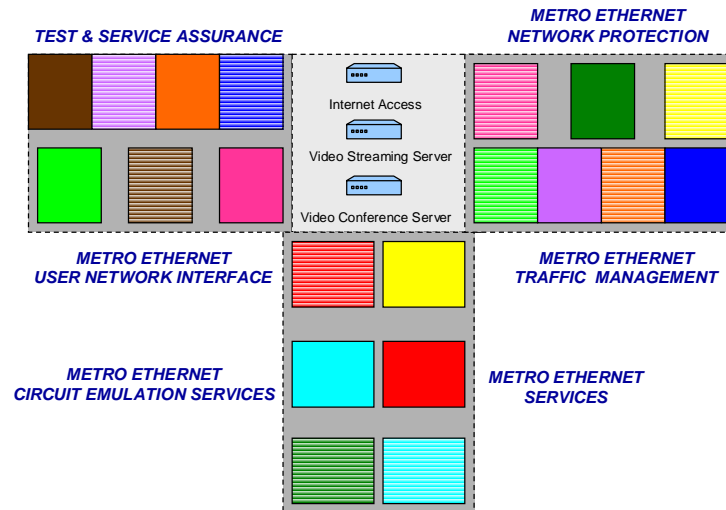 TEST & SERVICE ASSURANCE
METRO ETHERNET
NETWORK PROTECTION
Internet Access
Video Streaming Server
Video Conference Server
METRO ETHERNET
USER NETWORK INTERFACE
METRO ETHERNET
TRAFFIC MANAGEMENT
METRO ETHERNET
CIRCUIT EMULATION SERVICES
METRO ETHERNET
SERVICES